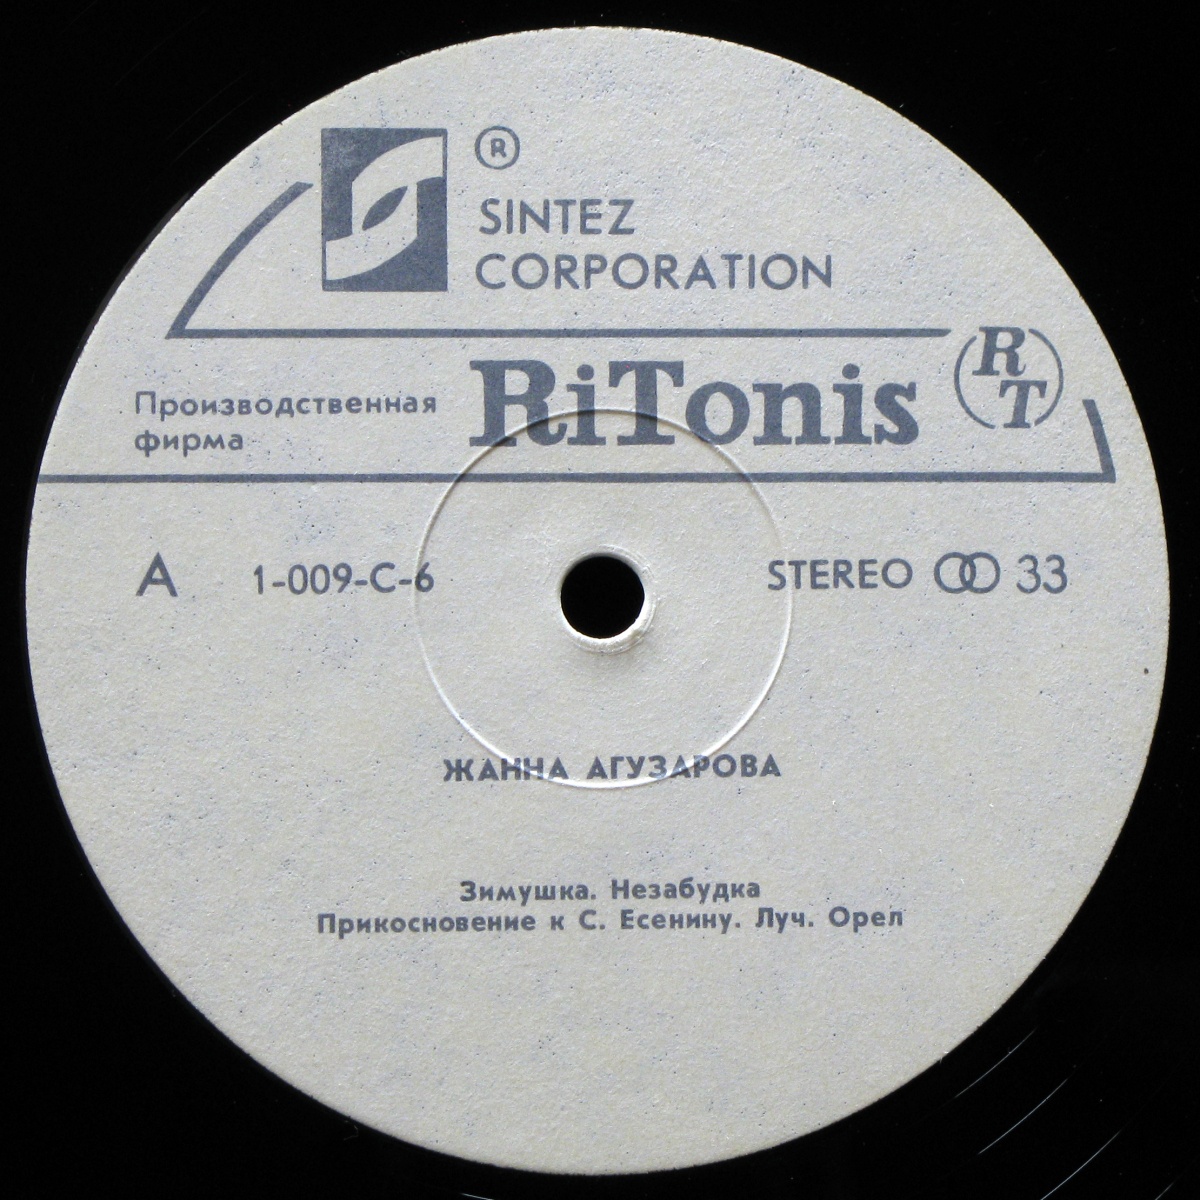 ®
SINTEZ
CORPORATION
Производственная
фирма
RiTonis
RT
A 1-009-C-6 STEREO 33
ЖАННА АГУЗАРОВА
Зимушка. Незабудка
Прикосновение к С. Есенину. Луч. Орел